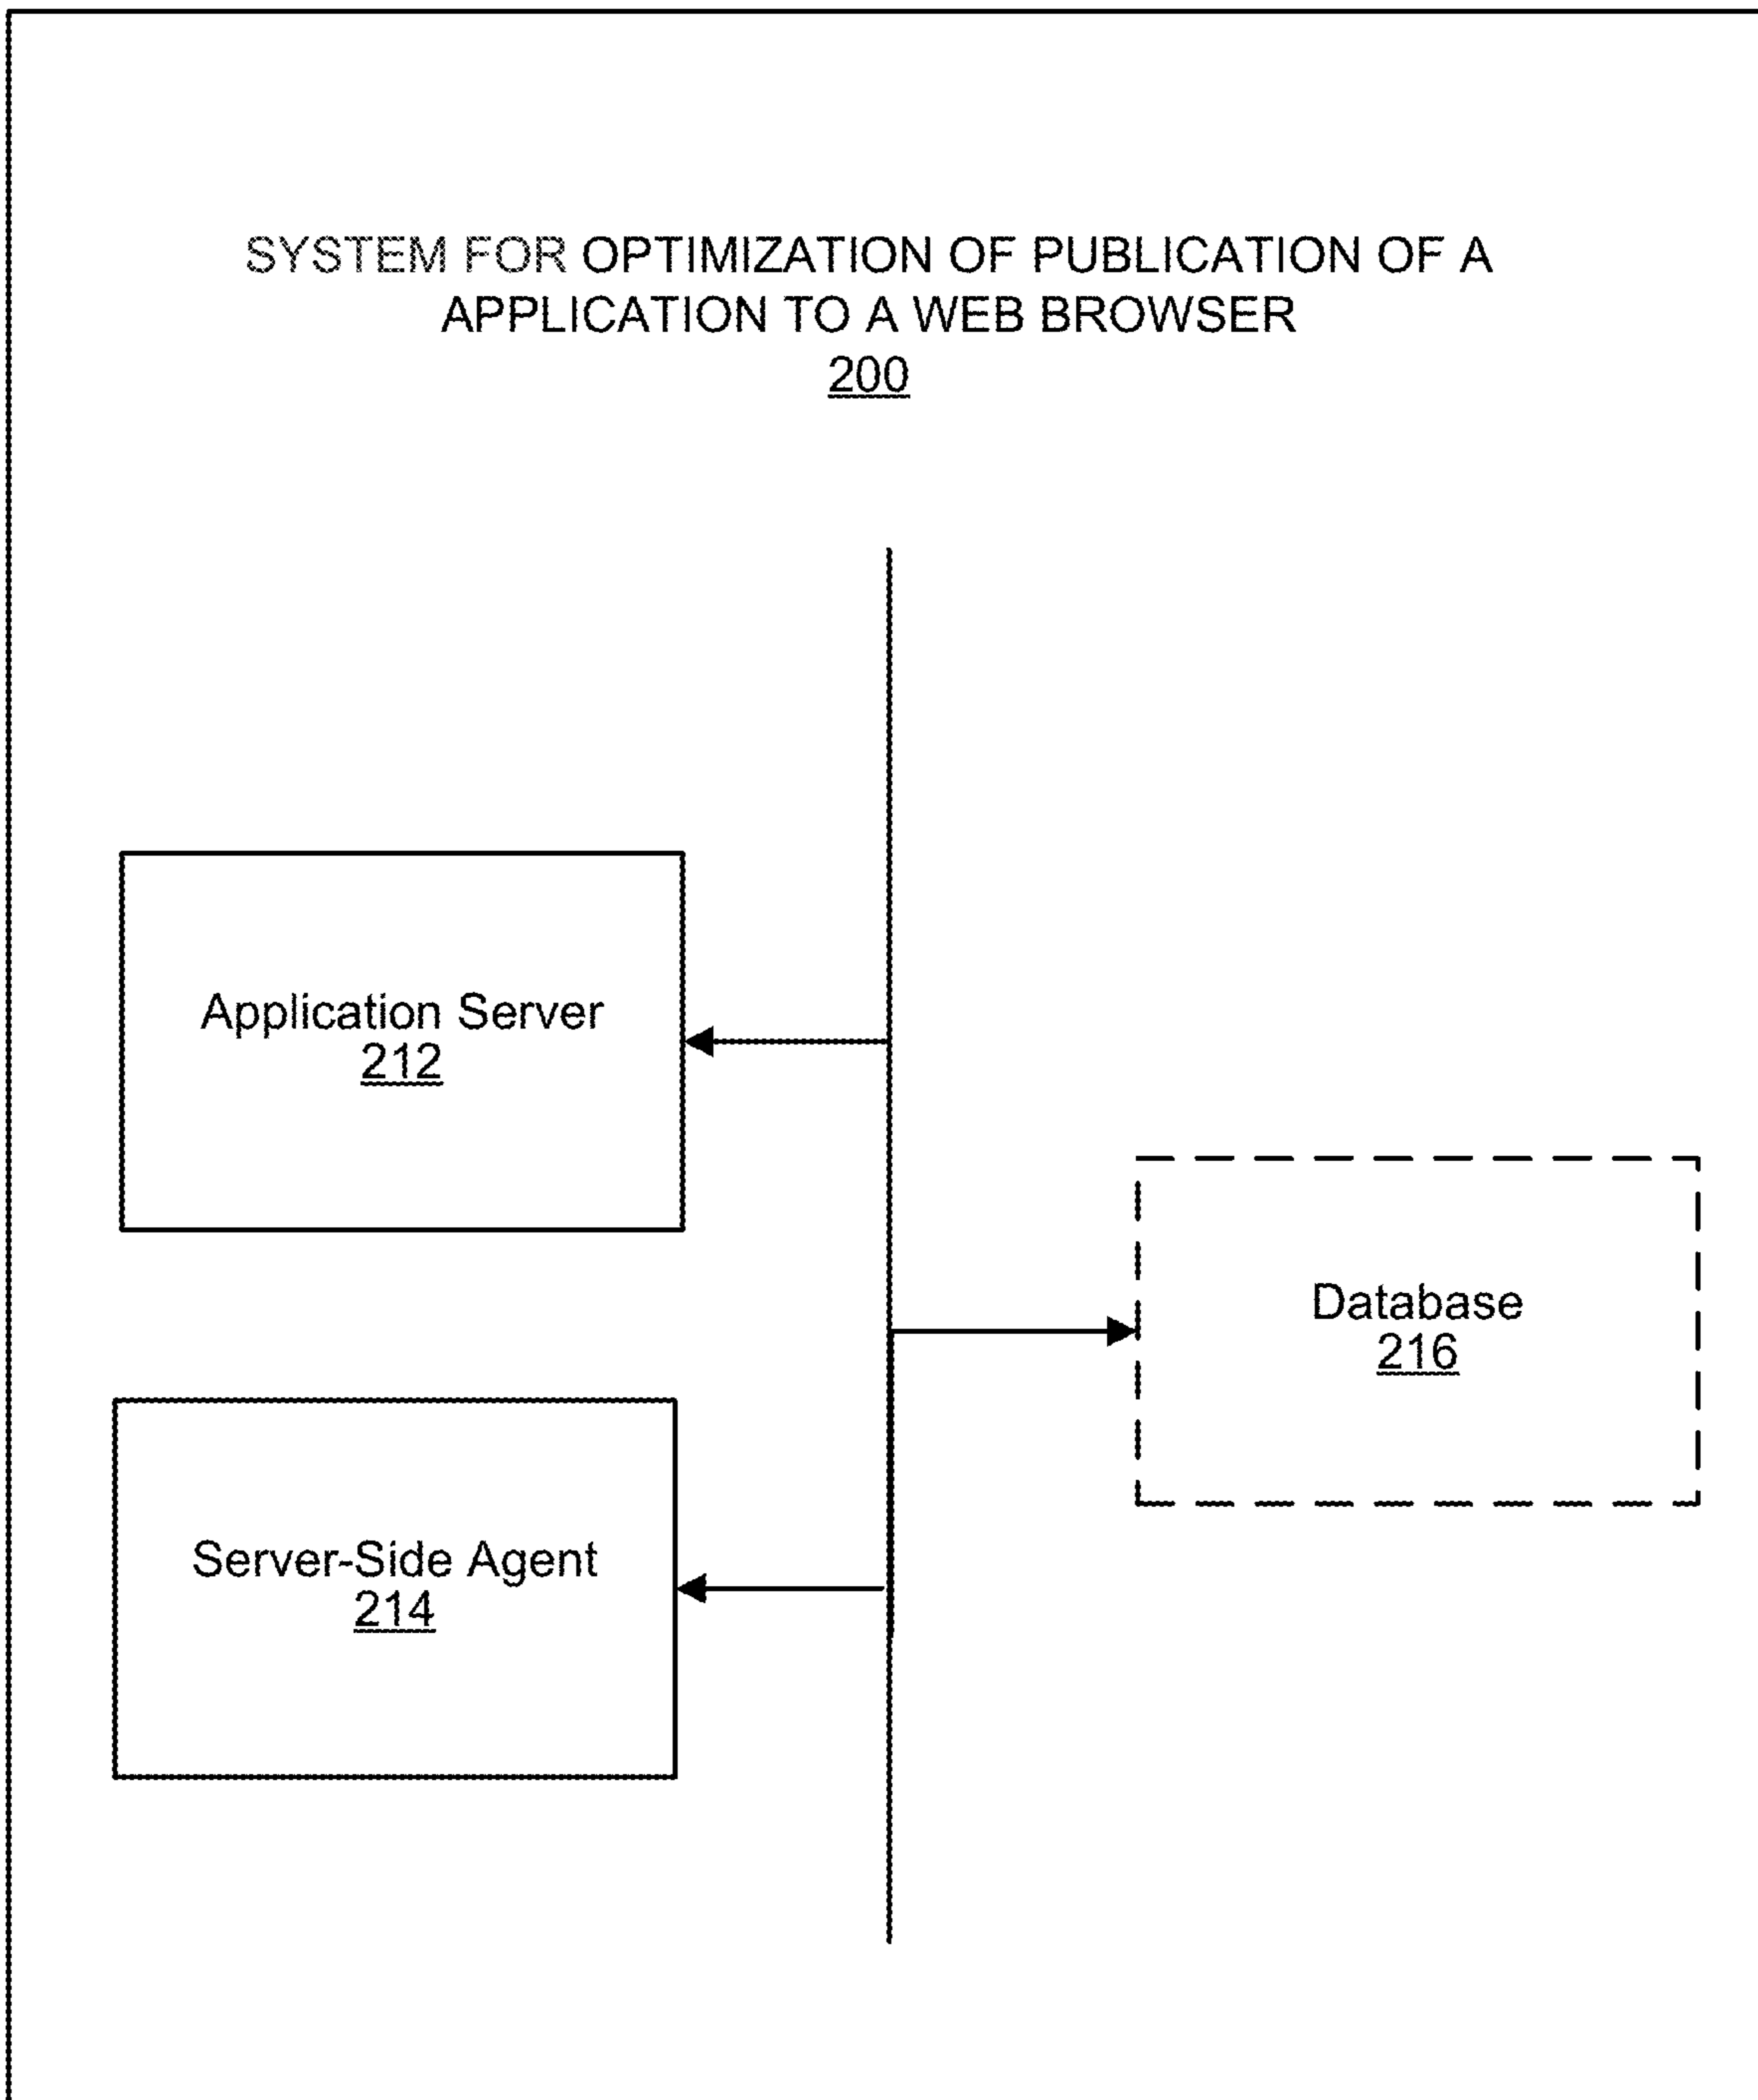 SYSTEM FOR OPTIMIZATION OF PUBLICATION OF A
APPLICATION TO A WEB BROWSER
200
Application Server
212
Database
216
Server-Side Agent
214